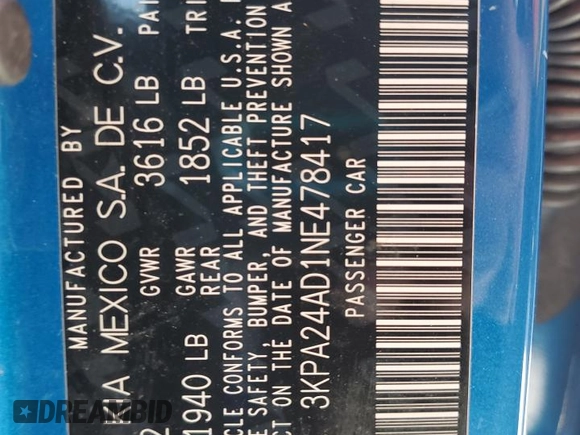 MANUFACTURED BY
MEXICO S.A. DE C.V.
GVWR 3616 LB
GAWR
1940 LB REAR 1852 LB
CONFORMS TO ALL APPLICABLE U.S.A.
SAFETY, BUMPER, AND THEFT PREVENTION
ON THE DATE OF MANUFACTURE SHOWN A
3KPA24AD1NE478417
PASSENGER CAR
DREAMBID